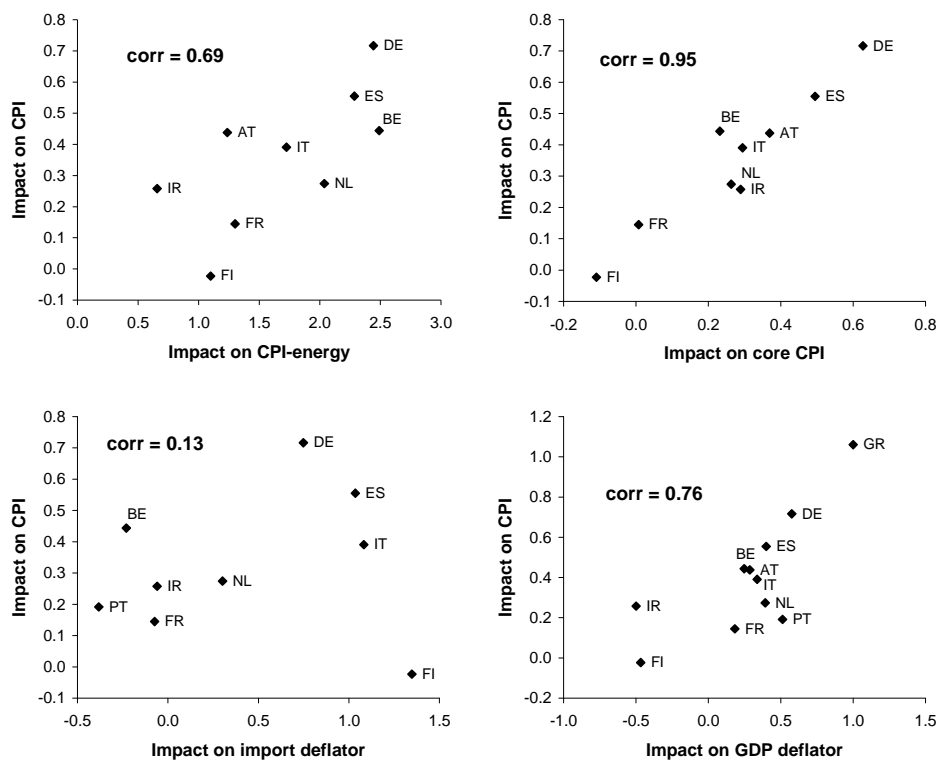 0.8
0.7
0.6
0.5
0.4
0.3
0.2
0.1
0.0
-0.1
Impact on CPI
corr = 0.69
DE
ES
BE
AT
IT
NL
IR
FR
FI
0.0 0.5 1.0 1.5 2.0 2.5 3.0
Impact on CPI-energy
0.8
0.7
0.6
0.5
0.4
0.3
0.2
0.1
0.0
-0.1
Impact on CPI
corr = 0.95
DE
ES
BE
AT
IT
NL
IR
FR
FI
-0.2 0.0 0.2 0.4 0.6 0.8
Impact on core CPI
0.8
0.7
0.6
0.5
0.4
0.3
0.2
0.1
0.0
-0.1
Impact on CPI
corr = 0.13
DE
ES
BE
IT
IR
NL
PT
FR
FI
-0.5 0.0 0.5 1.0 1.5
Impact on import deflator
1.2
1.0
0.8
0.6
0.4
0.2
0.0
-0.2
Impact on CPI
corr = 0.76
GR
DE
ES
BE
AT
IT
NL
IR
PT
FR
FI
-1.0 -0.5 0.0 0.5 1.0 1.5
Impact on GDP deflator